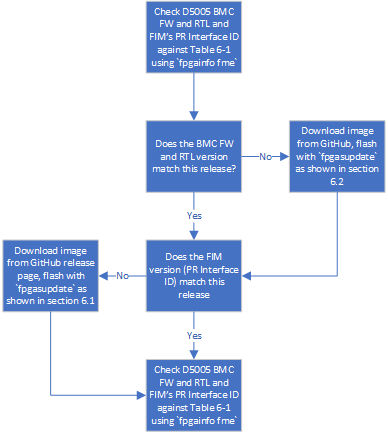 Check D5005 BMC
FW and RTL and
FIM's PR Interface ID
against Table 6-1
using `fpgainfo fme`
Does the BMC FW
and RTL version
match this release?
No
Download image
from GitHub, flash
with `fpgasupdate`
as shown in section
6.2
Yes
Download image
from GitHub release
page, flash with
`fpgasupdate` as
shown in section 6.1
No
Does the FIM
version (PR Interface
ID) match this
release
Yes
Check D5005 BMC
FW and RTL and
FIM's PR Interface ID
against Table 6-1
using `fpgainfo fme`